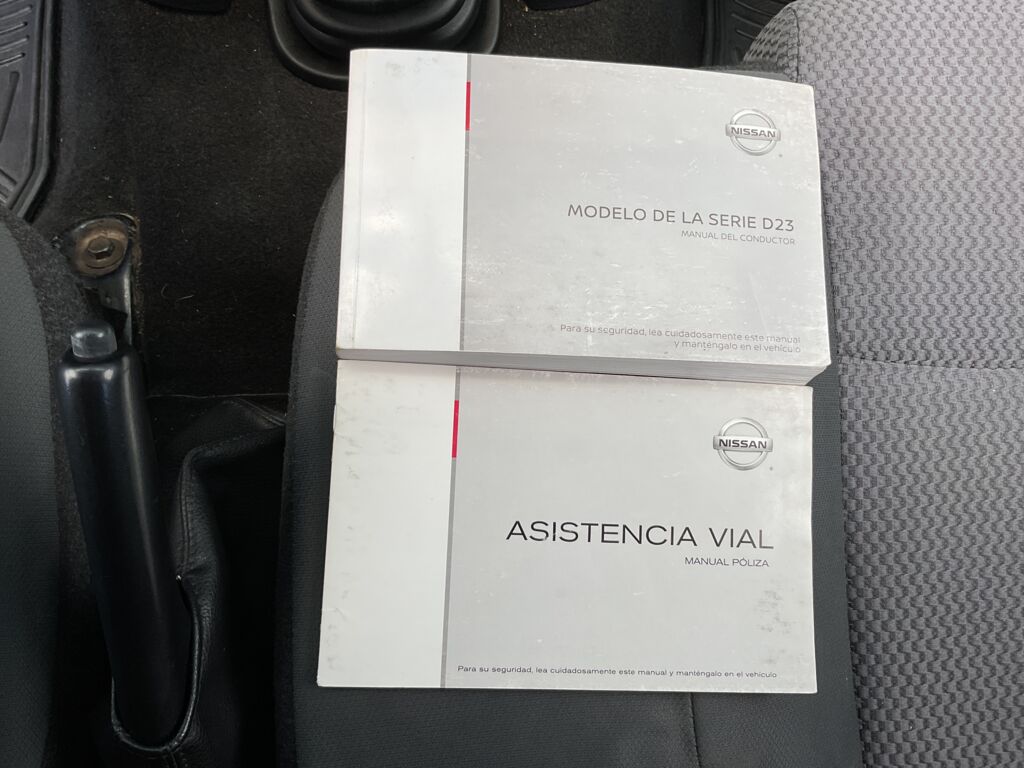 NISSAN
MODELO DE LA SERIE D23
MANUAL DEL CONDUCTOR
Para su seguridad, lea cuidadosamente este manual
y manténgalo en el vehículo
NISSAN
ASISTENCIA VIAL
MANUAL PÓLIZA
Para su seguridad, lea cuidadosamente este manual y manténgalo en el vehículo